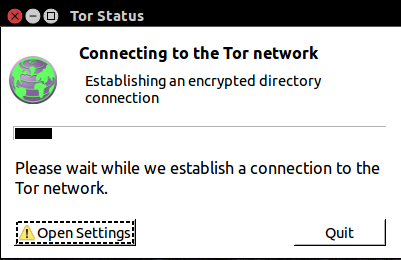 Tor Status
Connecting to the Tor network
Establishing an encrypted directory
connection
Please wait while we establish a connection to the
Tor network.
Open Settings
Quit